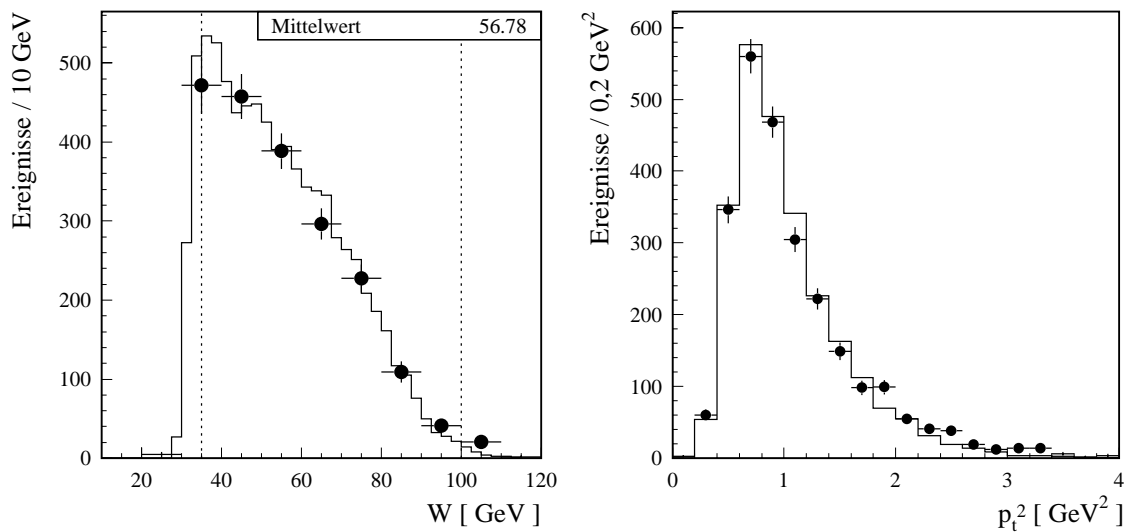 Mittelwert 56.78
Ereignisse / 10 GeV
500
400
300
200
100
0
20 40 60 80 100 120
W [ GeV ]
Ereignisse / 0,2 GeV²
600
500
400
300
200
100
0
0 1 2 3 4
pₜ² [ GeV² ]